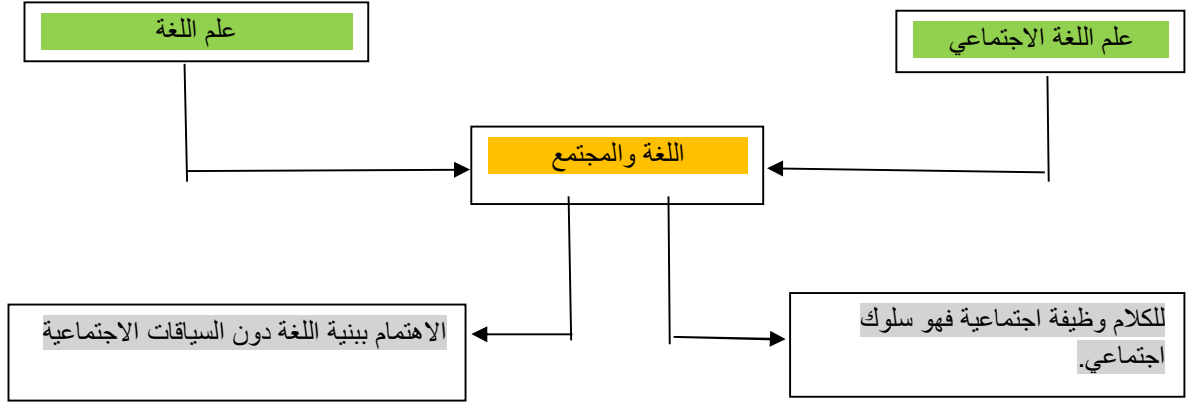 علم اللغة الاجتماعي
علم اللغة
اللغة والمجتمع
للكلام وظيفة اجتماعية فهو سلوك
اجتماعي.
الاهتمام ببنية اللغة دون السياقات الاجتماعية